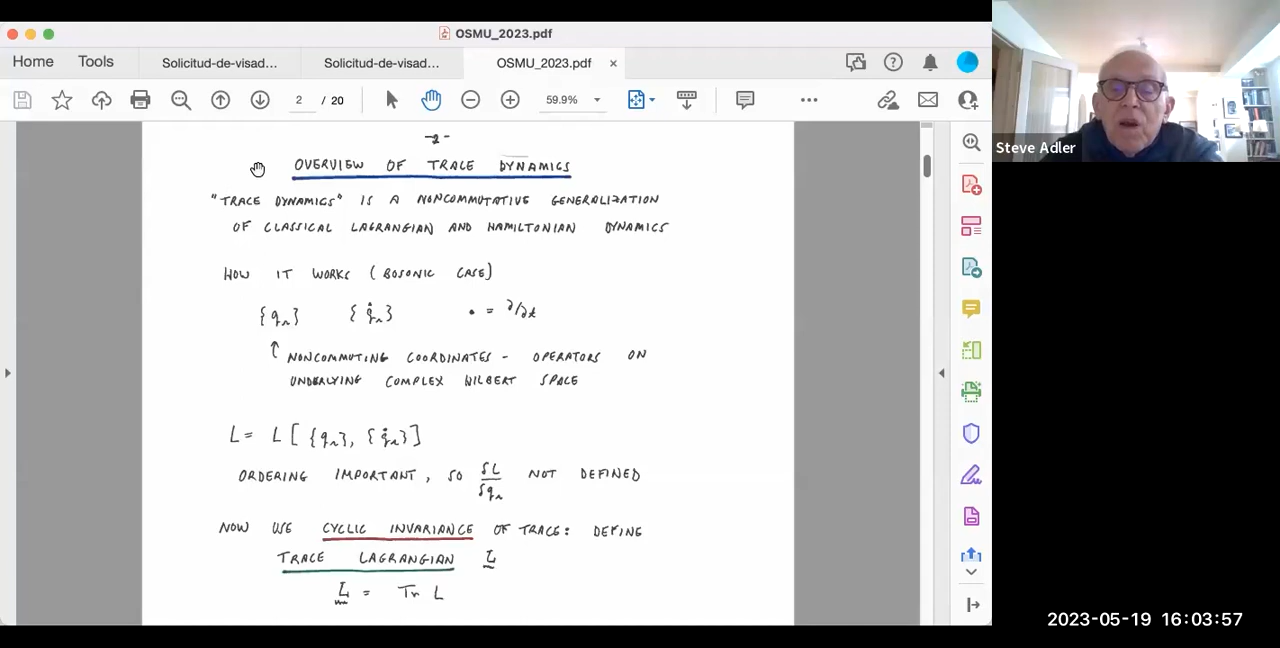 OSMU_2023.pdf
Home Tools Solicitud-de-visad... Solicitud-de-visad... OSMU_2023.pdf ×
2 / 20 59.9%
Steve Adler
-2-
OVERVIEW OF TRACE DYNAMICS
"TRACE DYNAMICS" IS A NONCOMMUTATIVE GENERALIZATION
OF CLASSICAL LAGRANGIAN AND HAMILTONIAN DYNAMICS
HOW IT WORKS (BOSONIC CASE)
{qᵣ} {q̇ᵣ} • = ∂/∂t
↑ NONCOMMUTING COORDINATES - OPERATORS ON
UNDERLYING COMPLEX HILBERT SPACE
L = L[{qᵣ}, {q̇ᵣ}]
ORDERING IMPORTANT, SO δL/δqᵣ NOT DEFINED
NOW USE CYCLIC INVARIANCE OF TRACE: DEFINE
TRACE LAGRANGIAN L
L = Tr L
2023-05-19 16:03:57